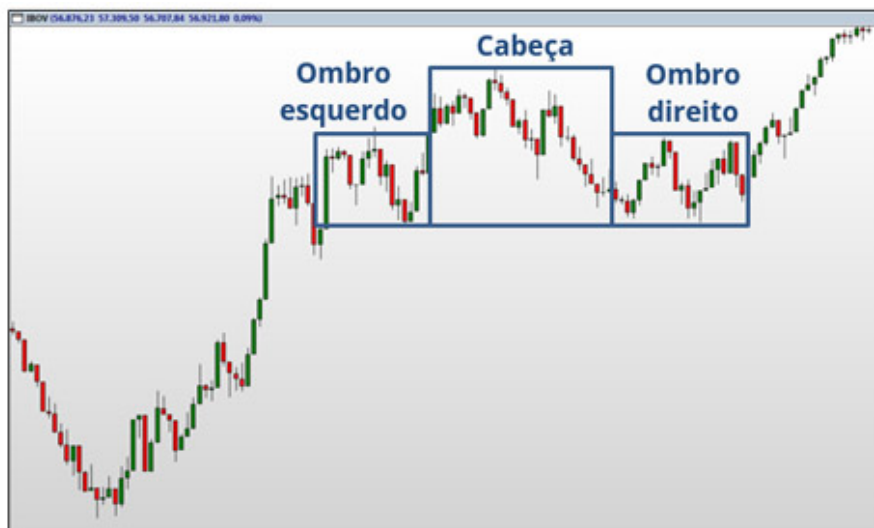 IBOV (56.876,23 57.309,50 56.707,84 56.921,80 0,09%)
Cabeça
Ombro
esquerdo
Ombro
direito